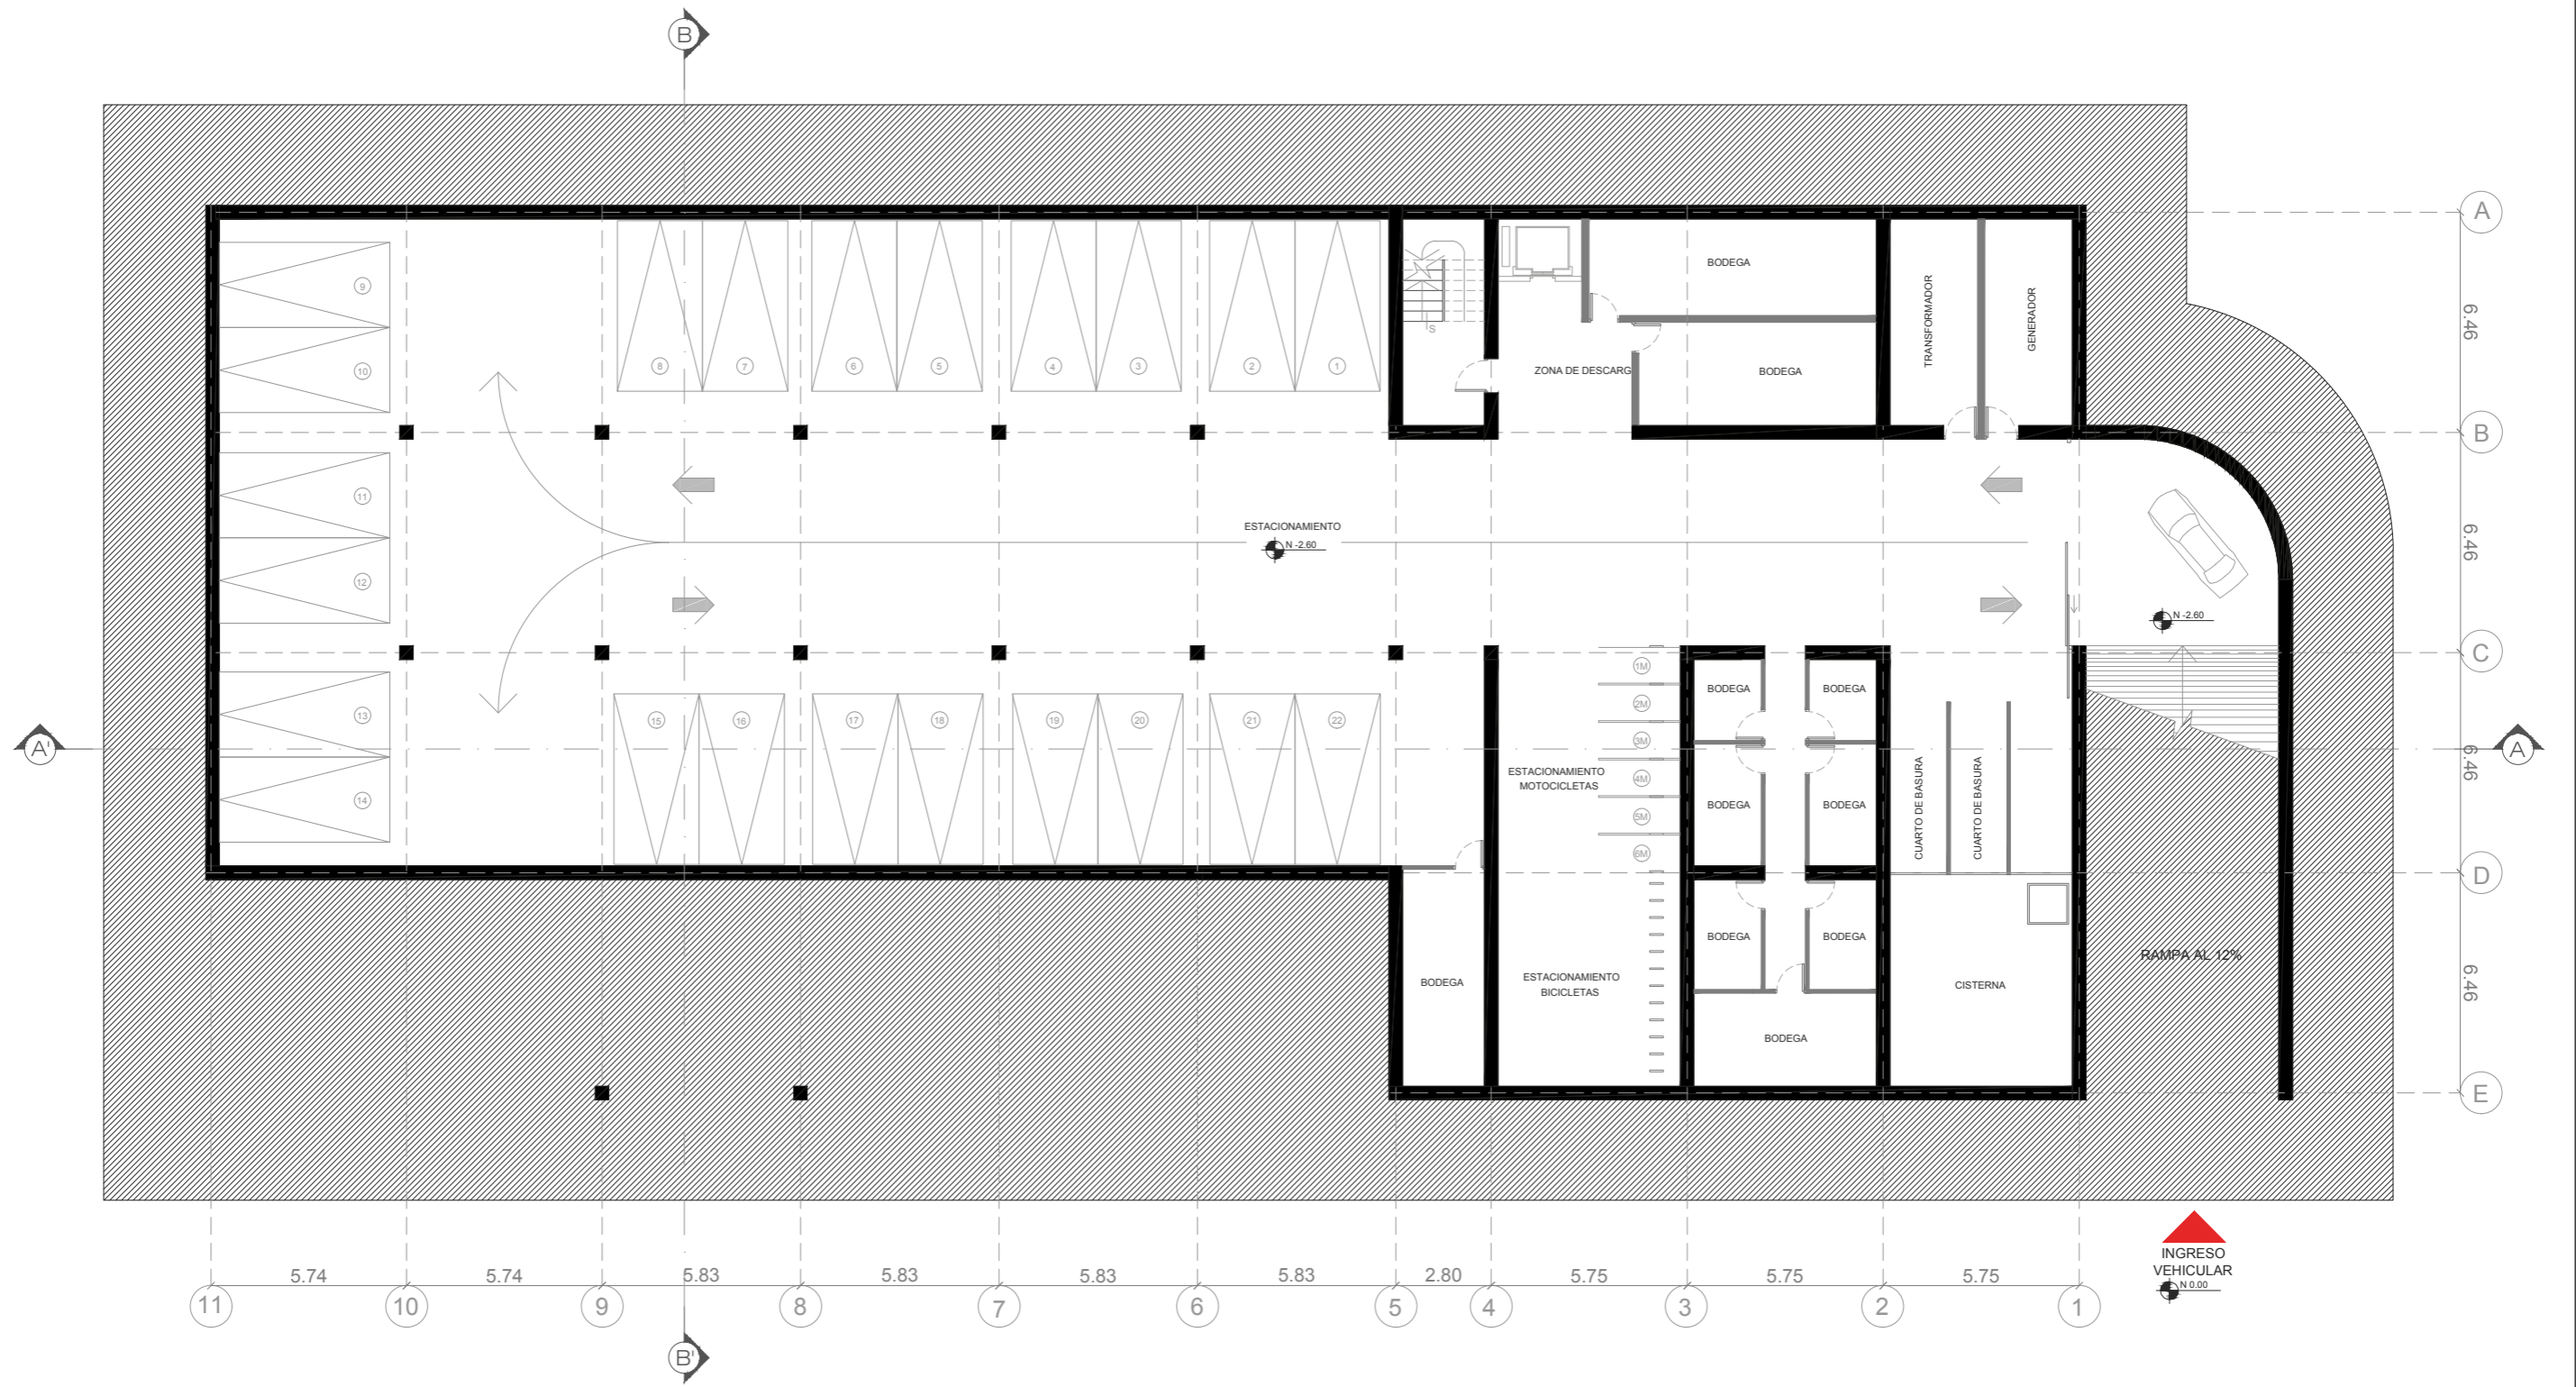 B
A
9
8
7
6
5
4
3
2
1
BODEGA
TRANSFORMADOR
GENERADOR
6.46
S
10
ZONA DE DESCARG
BODEGA
B
11
ESTACIONAMIENTO
N -2.60
6.46
12
N -2.60
C
13
15
16
17
18
19
20
21
22
1M
2M
3M
4M
5M
6M
BODEGA
BODEGA
A'
A
6.46
14
ESTACIONAMIENTO
MOTOCICLETAS
BODEGA
BODEGA
CUARTO DE BASURA
CUARTO DE BASURA
D
BODEGA
BODEGA
RAMPA AL 12%
BODEGA
ESTACIONAMIENTO
BICICLETAS
CISTERNA
6.46
BODEGA
E
INGRESO
VEHICULAR
N 0.00
5.74
5.74
5.83
5.83
5.83
5.83
2.80
5.75
5.75
5.75
11
10
9
8
7
6
5
4
3
2
1
B'